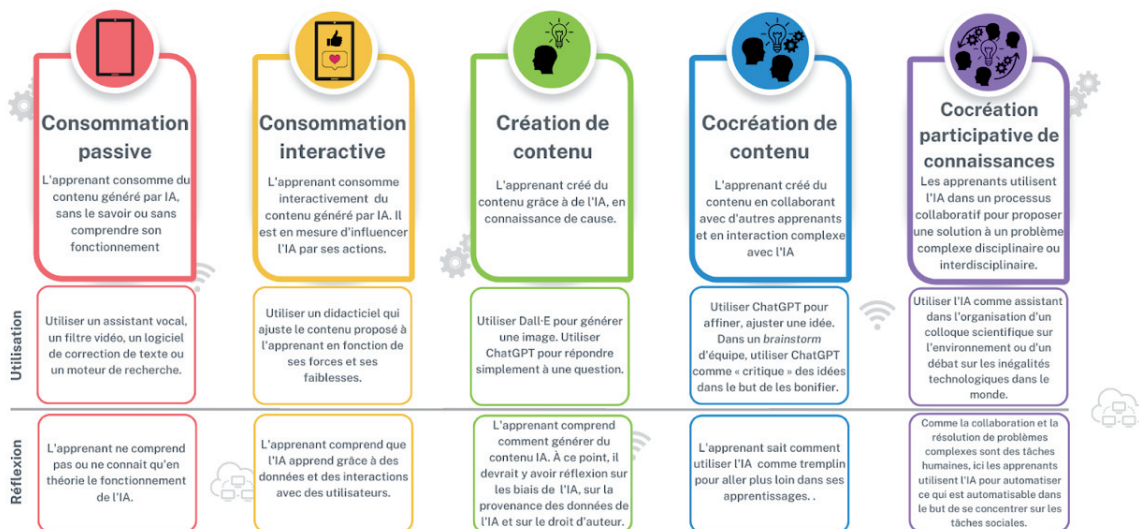 Consommation
passive
L'apprenant consomme du
contenu généré par IA,
sans le savoir ou sans
comprendre son
fonctionnement
Consommation
interactive
L'apprenant consomme
interactivement du
contenu généré par IA. Il
est en mesure d'influencer
l'IA par ses actions.
Création de
contenu
L'apprenant créé du
contenu grâce à de l'IA, en
connaissance de cause.
Cocréation de
contenu
L'apprenant créé du
contenu en collaborant
avec d'autres apprenants
et en interaction complexe
avec l'IA
Cocréation
participative de
connaissances
Les apprenants utilisent
l'IA dans un processus
collaboratif pour proposer
une solution à un problème
complexe disciplinaire ou
interdisciplinaire.
Utilisation
Utiliser un assistant vocal,
un filtre vidéo, un logiciel
de correction de texte ou
un moteur de recherche.
Utiliser un didacticiel qui
ajuste le contenu proposé à
l'apprenant en fonction de
ses forces et ses
faiblesses.
Utiliser Dall·E pour générer
une image. Utiliser
ChatGPT pour répondre
simplement à une question.
Utiliser ChatGPT pour
affiner, ajuster une idée.
Dans un brainstorm
d'équipe, utiliser ChatGPT
comme « critique » des idées
dans le but de les bonifier.
Utiliser l'IA comme assistant
dans l'organisation d'un
colloque scientifique sur
l'environnement ou d'un
débat sur les inégalités
technologiques dans le
monde.
Réflexion
L'apprenant ne comprend
pas ou ne connait qu'en
théorie le fonctionnement
de l'IA.
L'apprenant comprend que
l'IA apprend grâce à des
données et des interactions
avec des utilisateurs.
L'apprenant comprend
comment générer du
contenu IA. À ce point, il
devrait y avoir réflexion sur
les biais de l'IA, sur la
provenance des données de
l'IA et sur le droit d'auteur.
L'apprenant sait comment
utiliser l'IA comme tremplin
pour aller plus loin dans ses
apprentissages. .
Comme la collaboration et la
résolution de problèmes
complexes sont des tâches
humaines, ici les apprenants
utilisent l'IA pour automatiser
ce qui est automatisable dans
le but de se concentrer sur les
tâches sociales.